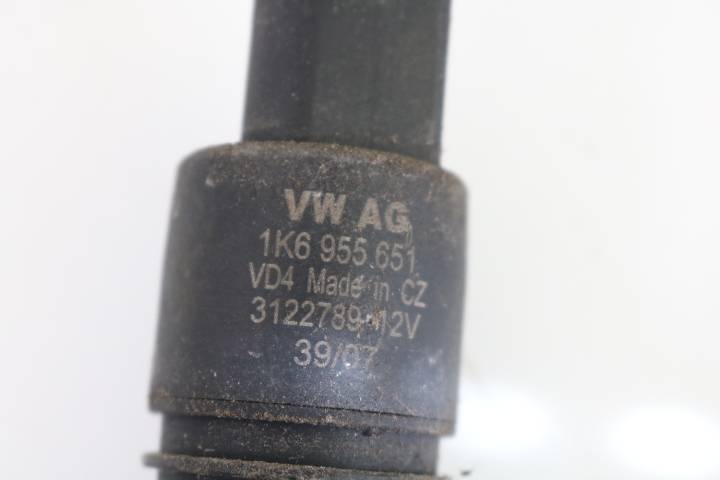 VW AG
1K6 955 651
VD4 Made in CZ
3122789 12V
39/07